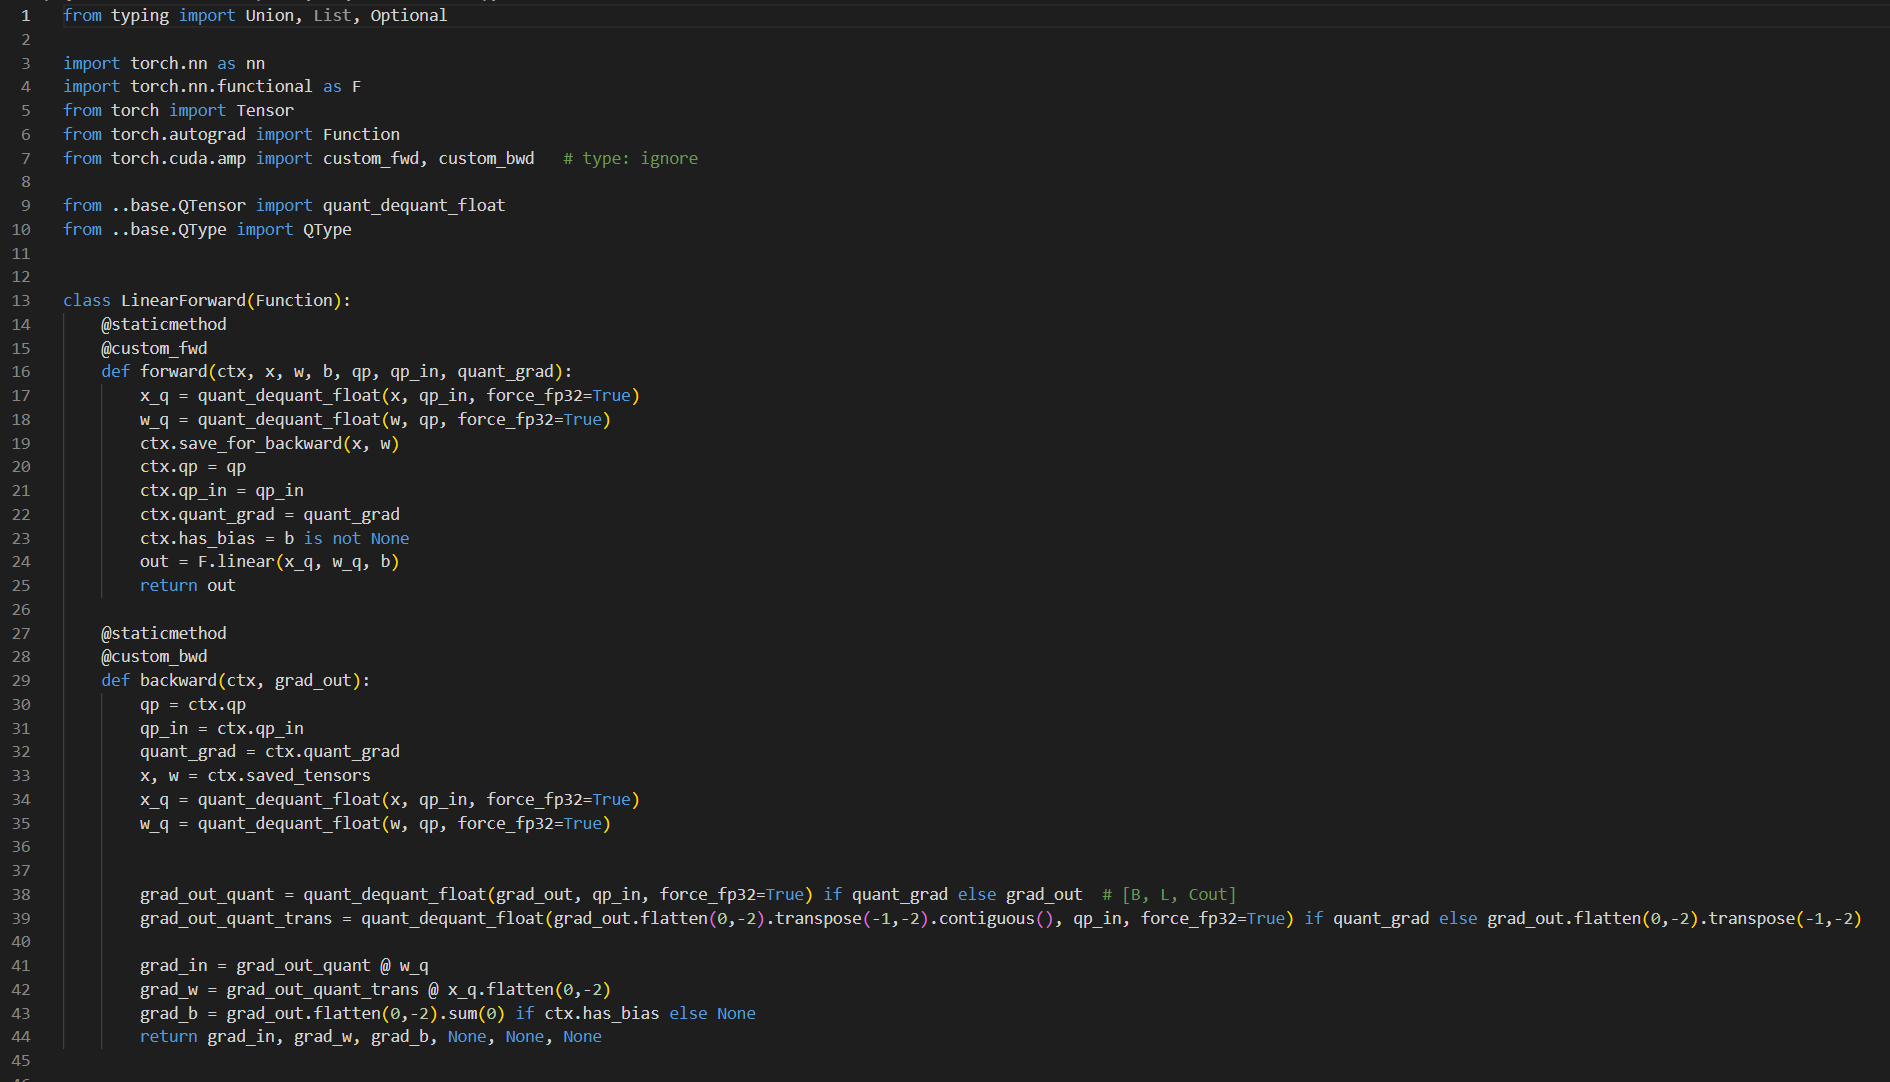 1 from typing import Union, List, Optional
2
3 import torch.nn as nn
4 import torch.nn.functional as F
5 from torch import Tensor
6 from torch.autograd import Function
7 from torch.cuda.amp import custom_fwd, custom_bwd   # type: ignore
8
9 from ..base.QTensor import quant_dequant_float
10 from ..base.QType import QType
11
12
13 class LinearForward(Function):
14     @staticmethod
15     @custom_fwd
16     def forward(ctx, x, w, b, qp, qp_in, quant_grad):
17         x_q = quant_dequant_float(x, qp_in, force_fp32=True)
18         w_q = quant_dequant_float(w, qp, force_fp32=True)
19         ctx.save_for_backward(x, w)
20         ctx.qp = qp
21         ctx.qp_in = qp_in
22         ctx.quant_grad = quant_grad
23         ctx.has_bias = b is not None
24         out = F.linear(x_q, w_q, b)
25         return out
26
27     @staticmethod
28     @custom_bwd
29     def backward(ctx, grad_out):
30         qp = ctx.qp
31         qp_in = ctx.qp_in
32         quant_grad = ctx.quant_grad
33         x, w = ctx.saved_tensors
34         x_q = quant_dequant_float(x, qp_in, force_fp32=True)
35         w_q = quant_dequant_float(w, qp, force_fp32=True)
36
37
38         grad_out_quant = quant_dequant_float(grad_out, qp_in, force_fp32=True) if quant_grad else grad_out  # [B, L, Cout]
39         grad_out_quant_trans = quant_dequant_float(grad_out.flatten(0,-2).transpose(-1,-2).contiguous(), qp_in, force_fp32=True) if quant_grad else grad_out.flatten(0,-2).transpose(-1,-2)
40
41         grad_in = grad_out_quant @ w_q
42         grad_w = grad_out_quant_trans @ x_q.flatten(0,-2)
43         grad_b = grad_out.flatten(0,-2).sum(0) if ctx.has_bias else None
44         return grad_in, grad_w, grad_b, None, None, None
45